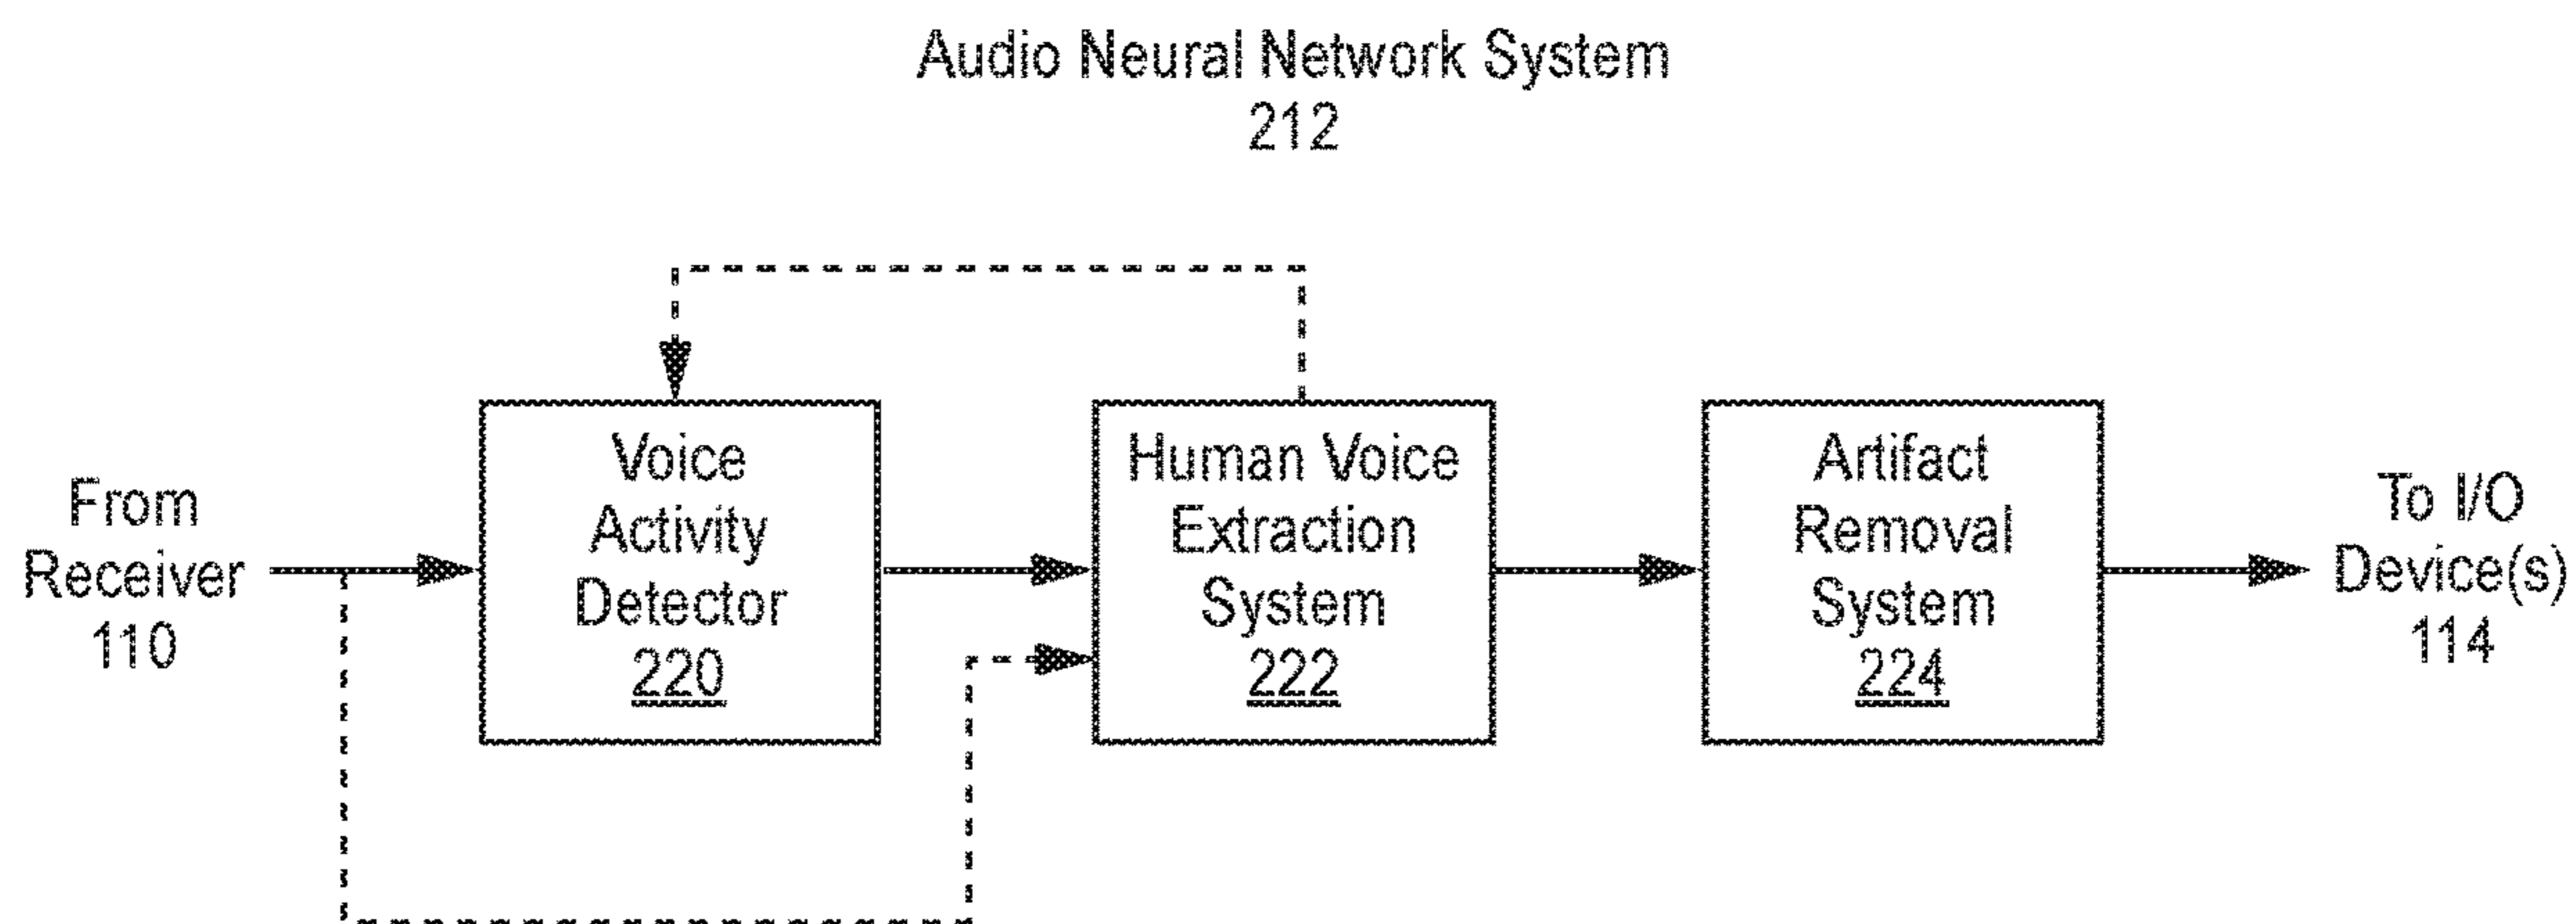 Audio Neural Network System
212
From
Receiver
110
Voice
Activity
Detector
220
Human Voice
Extraction
System
222
Artifact
Removal
System
224
To I/O
Device(s)
114